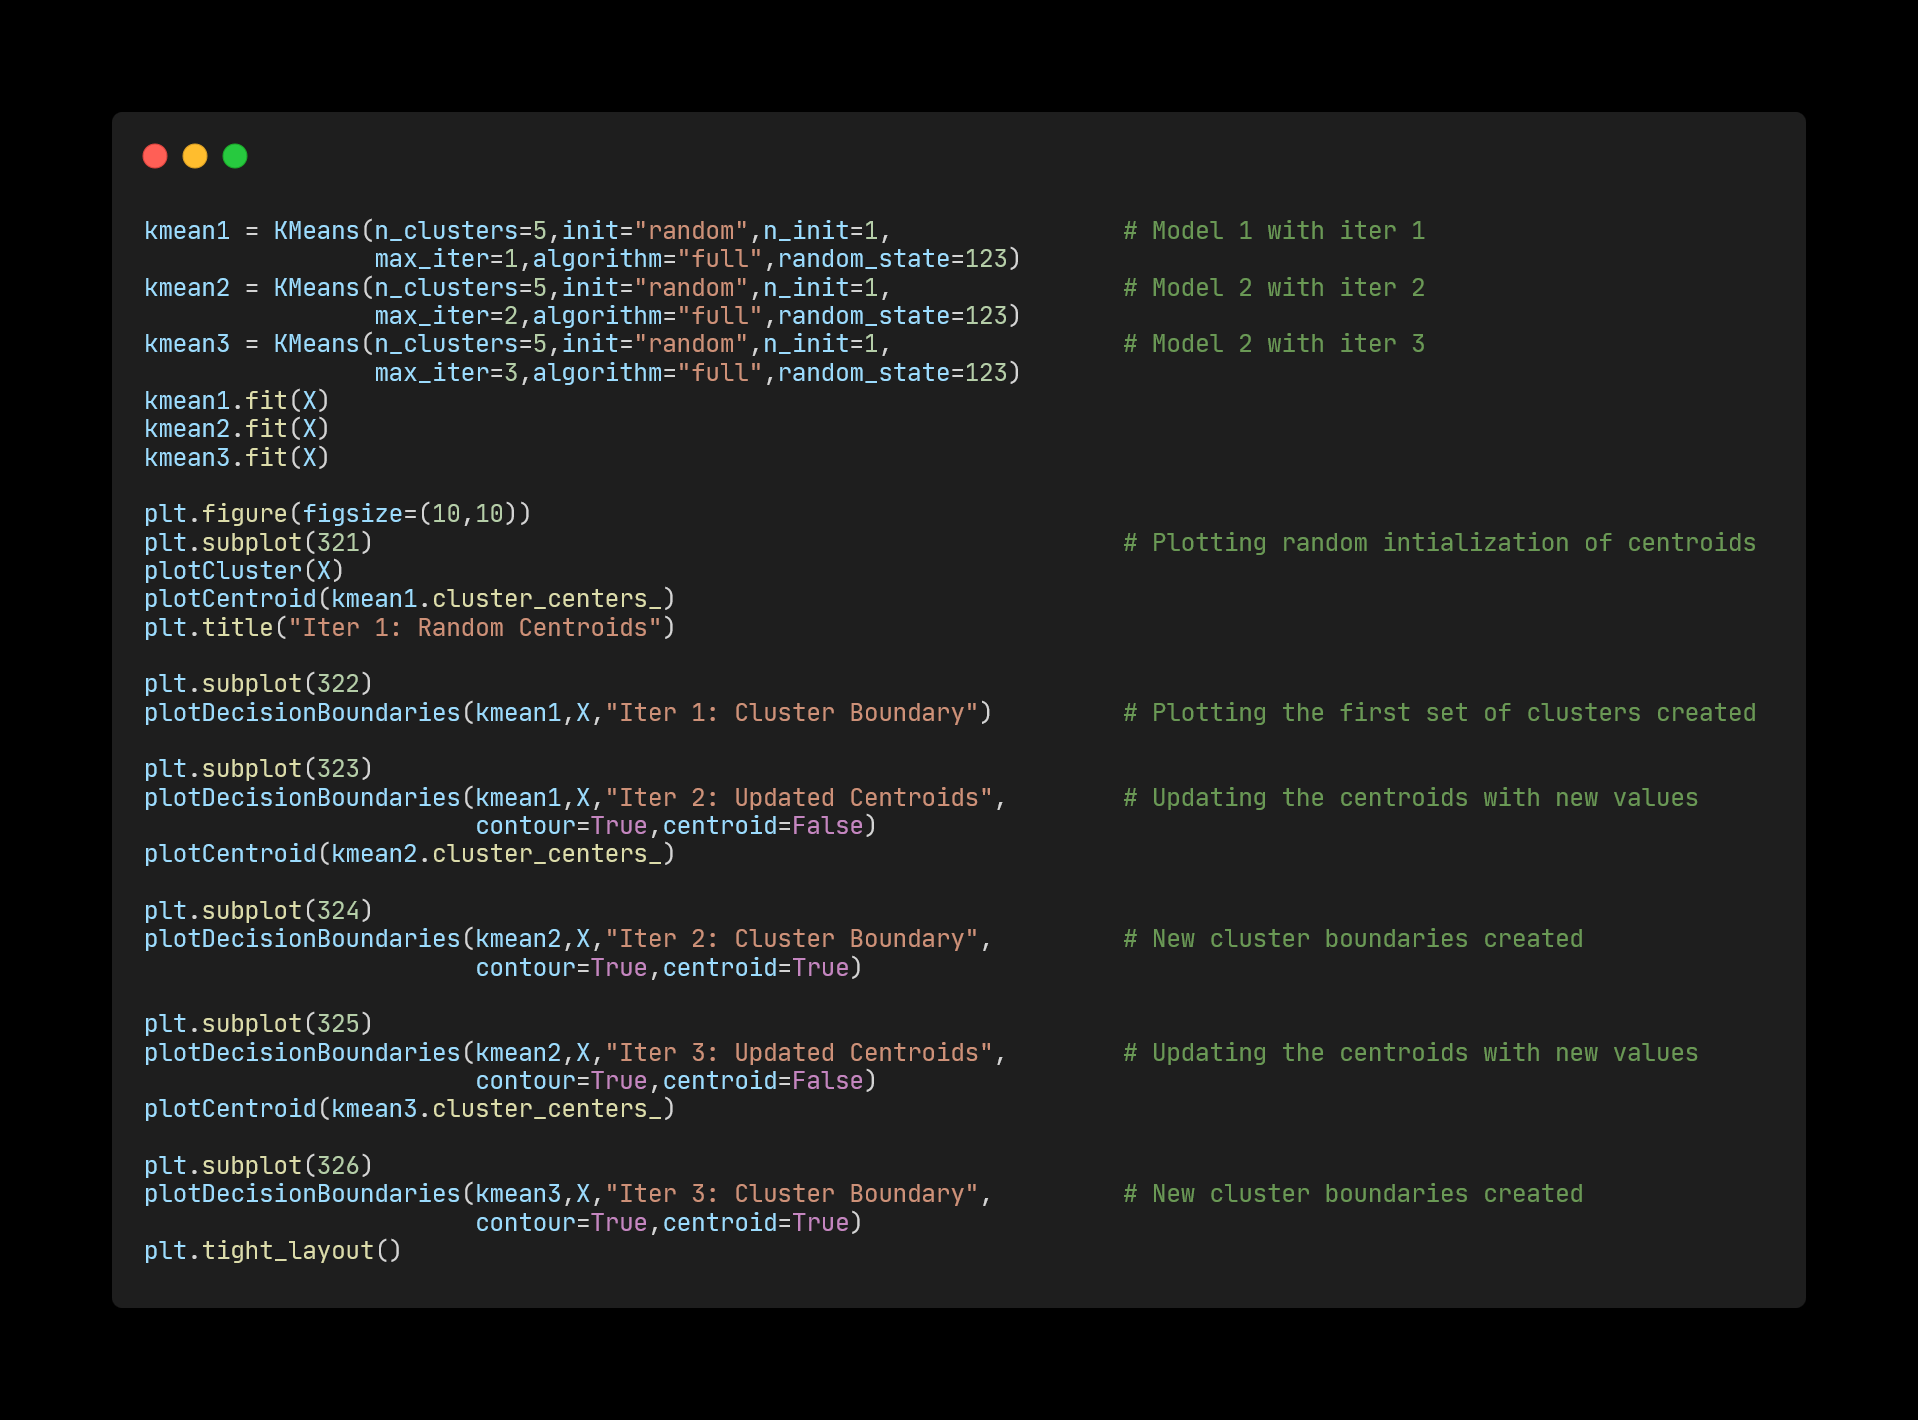 kmean1 = KMeans(n_clusters=5,init="random",n_init=1,                # Model 1 with iter 1
                max_iter=1,algorithm="full",random_state=123)
kmean2 = KMeans(n_clusters=5,init="random",n_init=1,                # Model 2 with iter 2
                max_iter=2,algorithm="full",random_state=123)
kmean3 = KMeans(n_clusters=5,init="random",n_init=1,                # Model 2 with iter 3
                max_iter=3,algorithm="full",random_state=123)
kmean1.fit(X)
kmean2.fit(X)
kmean3.fit(X)

plt.figure(figsize=(10,10))
plt.subplot(321)                                                    # Plotting random intialization of centroids
plotCluster(X)
plotCentroid(kmean1.cluster_centers_)
plt.title("Iter 1: Random Centroids")

plt.subplot(322)
plotDecisionBoundaries(kmean1,X,"Iter 1: Cluster Boundary")         # Plotting the first set of clusters created

plt.subplot(323)
plotDecisionBoundaries(kmean1,X,"Iter 2: Updated Centroids",        # Updating the centroids with new values
                       contour=True,centroid=False)
plotCentroid(kmean2.cluster_centers_)

plt.subplot(324)
plotDecisionBoundaries(kmean2,X,"Iter 2: Cluster Boundary",         # New cluster boundaries created
                       contour=True,centroid=True)

plt.subplot(325)
plotDecisionBoundaries(kmean2,X,"Iter 3: Updated Centroids",        # Updating the centroids with new values
                       contour=True,centroid=False)
plotCentroid(kmean3.cluster_centers_)

plt.subplot(326)
plotDecisionBoundaries(kmean3,X,"Iter 3: Cluster Boundary",         # New cluster boundaries created
                       contour=True,centroid=True)
plt.tight_layout()